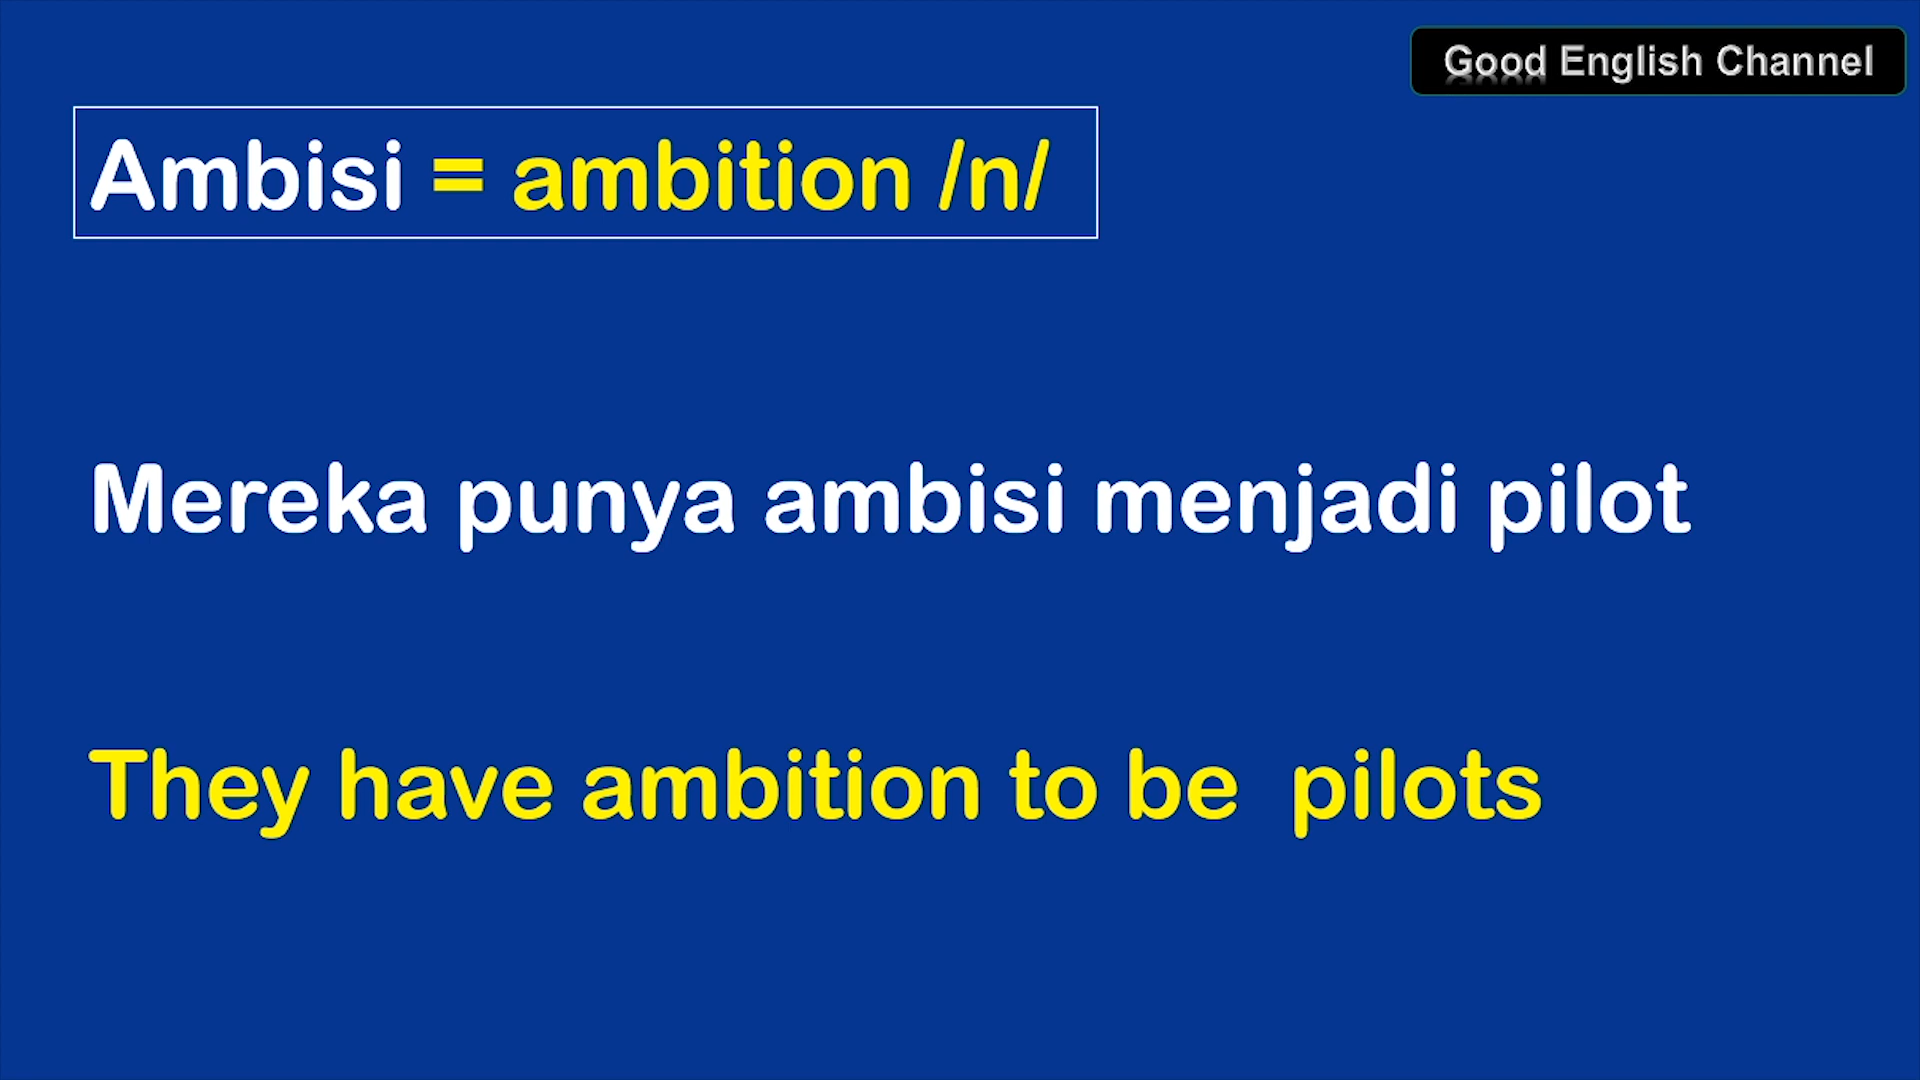 Good English Channel
Ambisi = ambition /n/
Mereka punya ambisi menjadi pilot
They have ambition to be  pilots